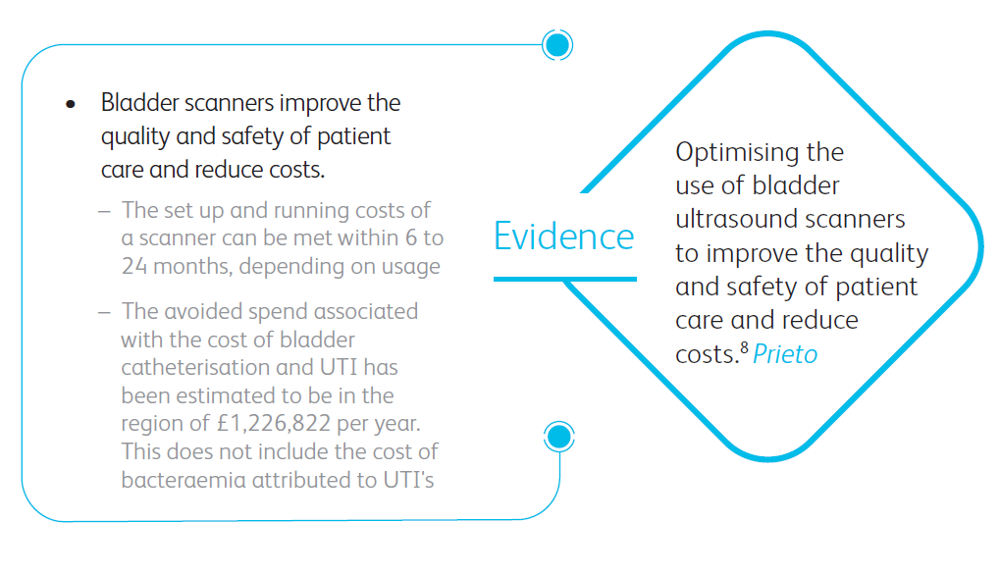 • Bladder scanners improve the
quality and safety of patient
care and reduce costs.
– The set up and running costs of
a scanner can be met within 6 to
24 months, depending on usage
– The avoided spend associated
with the cost of bladder
catheterisation and UTI has
been estimated to be in the
region of £1,226,822 per year.
This does not include the cost of
bacteraemia attributed to UTI's
Evidence
Optimising the
use of bladder
ultrasound scanners
to improve the quality
and safety of patient
care and reduce
costs.⁸ Prieto